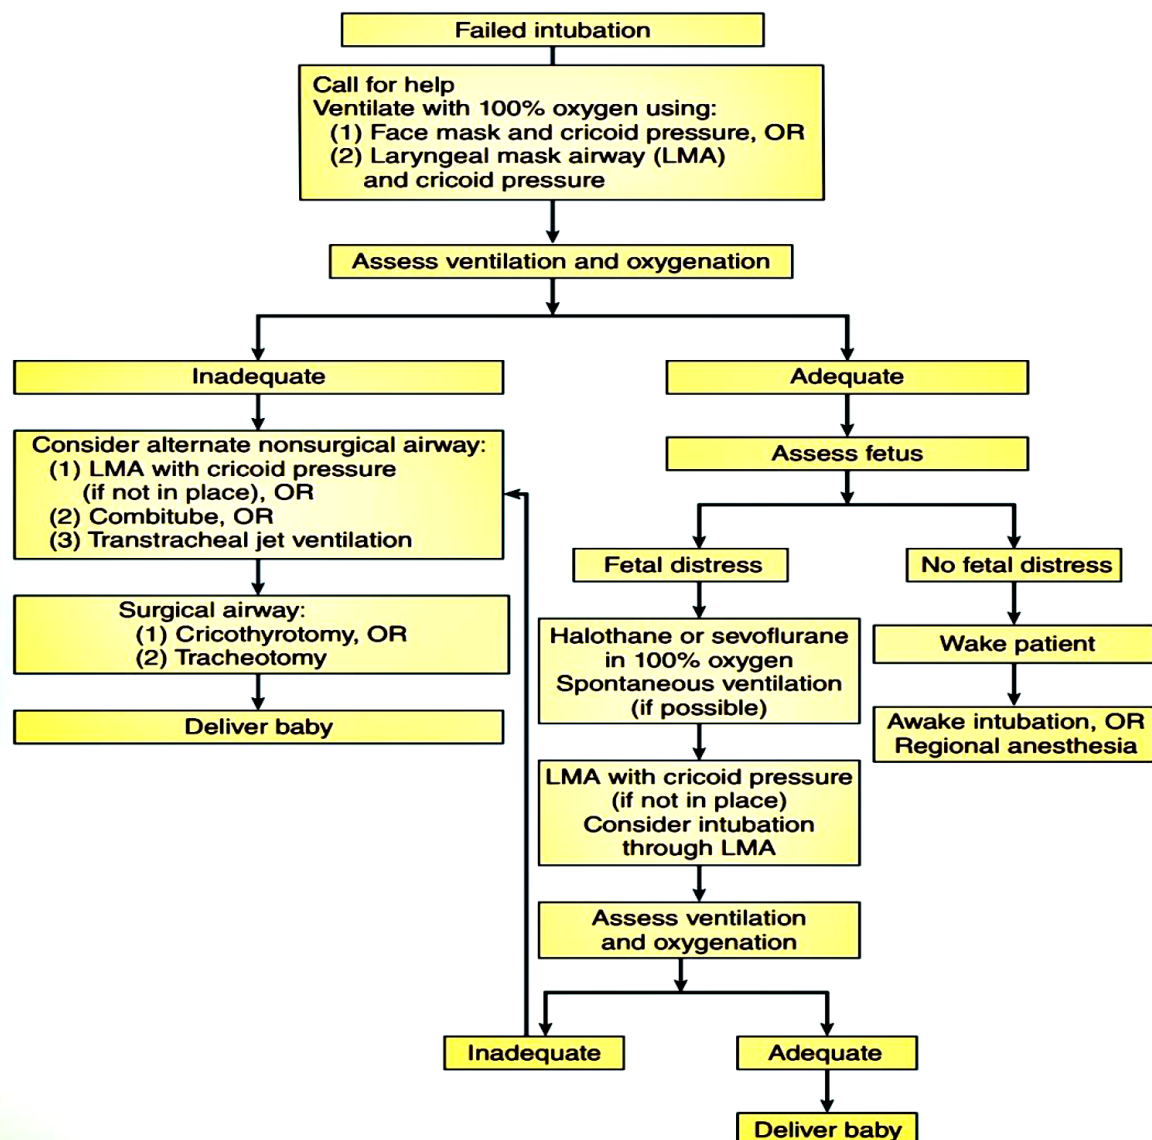 Failed intubation
Call for help
Ventilate with 100% oxygen using:
(1) Face mask and cricoid pressure, OR
(2) Laryngeal mask airway (LMA)
and cricoid pressure
Assess ventilation and oxygenation
Inadequate
Consider alternate nonsurgical airway:
(1) LMA with cricoid pressure
(if not in place), OR
(2) Combitube, OR
(3) Transtracheal jet ventilation
Surgical airway:
(1) Cricothyrotomy, OR
(2) Tracheotomy
Deliver baby
Adequate
Assess fetus
Fetal distress
Halothane or sevoflurane
in 100% oxygen
Spontaneous ventilation
(if possible)
LMA with cricoid pressure
(if not in place)
Consider intubation
through LMA
Assess ventilation
and oxygenation
Inadequate
Adequate
Deliver baby
No fetal distress
Wake patient
Awake intubation, OR
Regional anesthesia